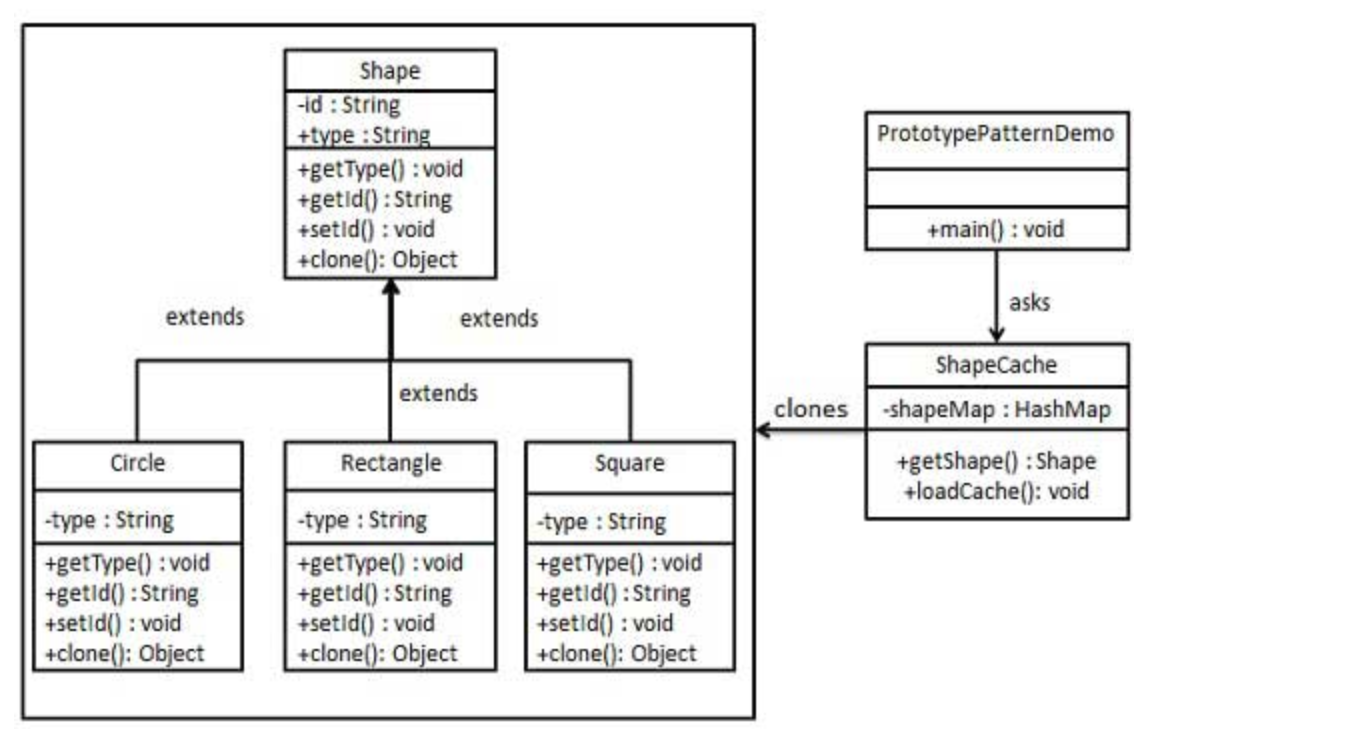 Shape
-id : String
+type : String
+getType() : void
+getId() : String
+setId() : void
+clone(): Object
PrototypePatternDemo
+main() : void
extends
extends
extends
asks
ShapeCache
-shapeMap : HashMap
+getShape() : Shape
+loadCache(): void
clones
Circle
-type : String
+getType() : void
+getId() : String
+setId() : void
+clone(): Object
Rectangle
-type : String
+getType() : void
+getId() : String
+setId() : void
+clone(): Object
Square
-type : String
+getType() : void
+getId() : String
+setId() : void
+clone(): Object